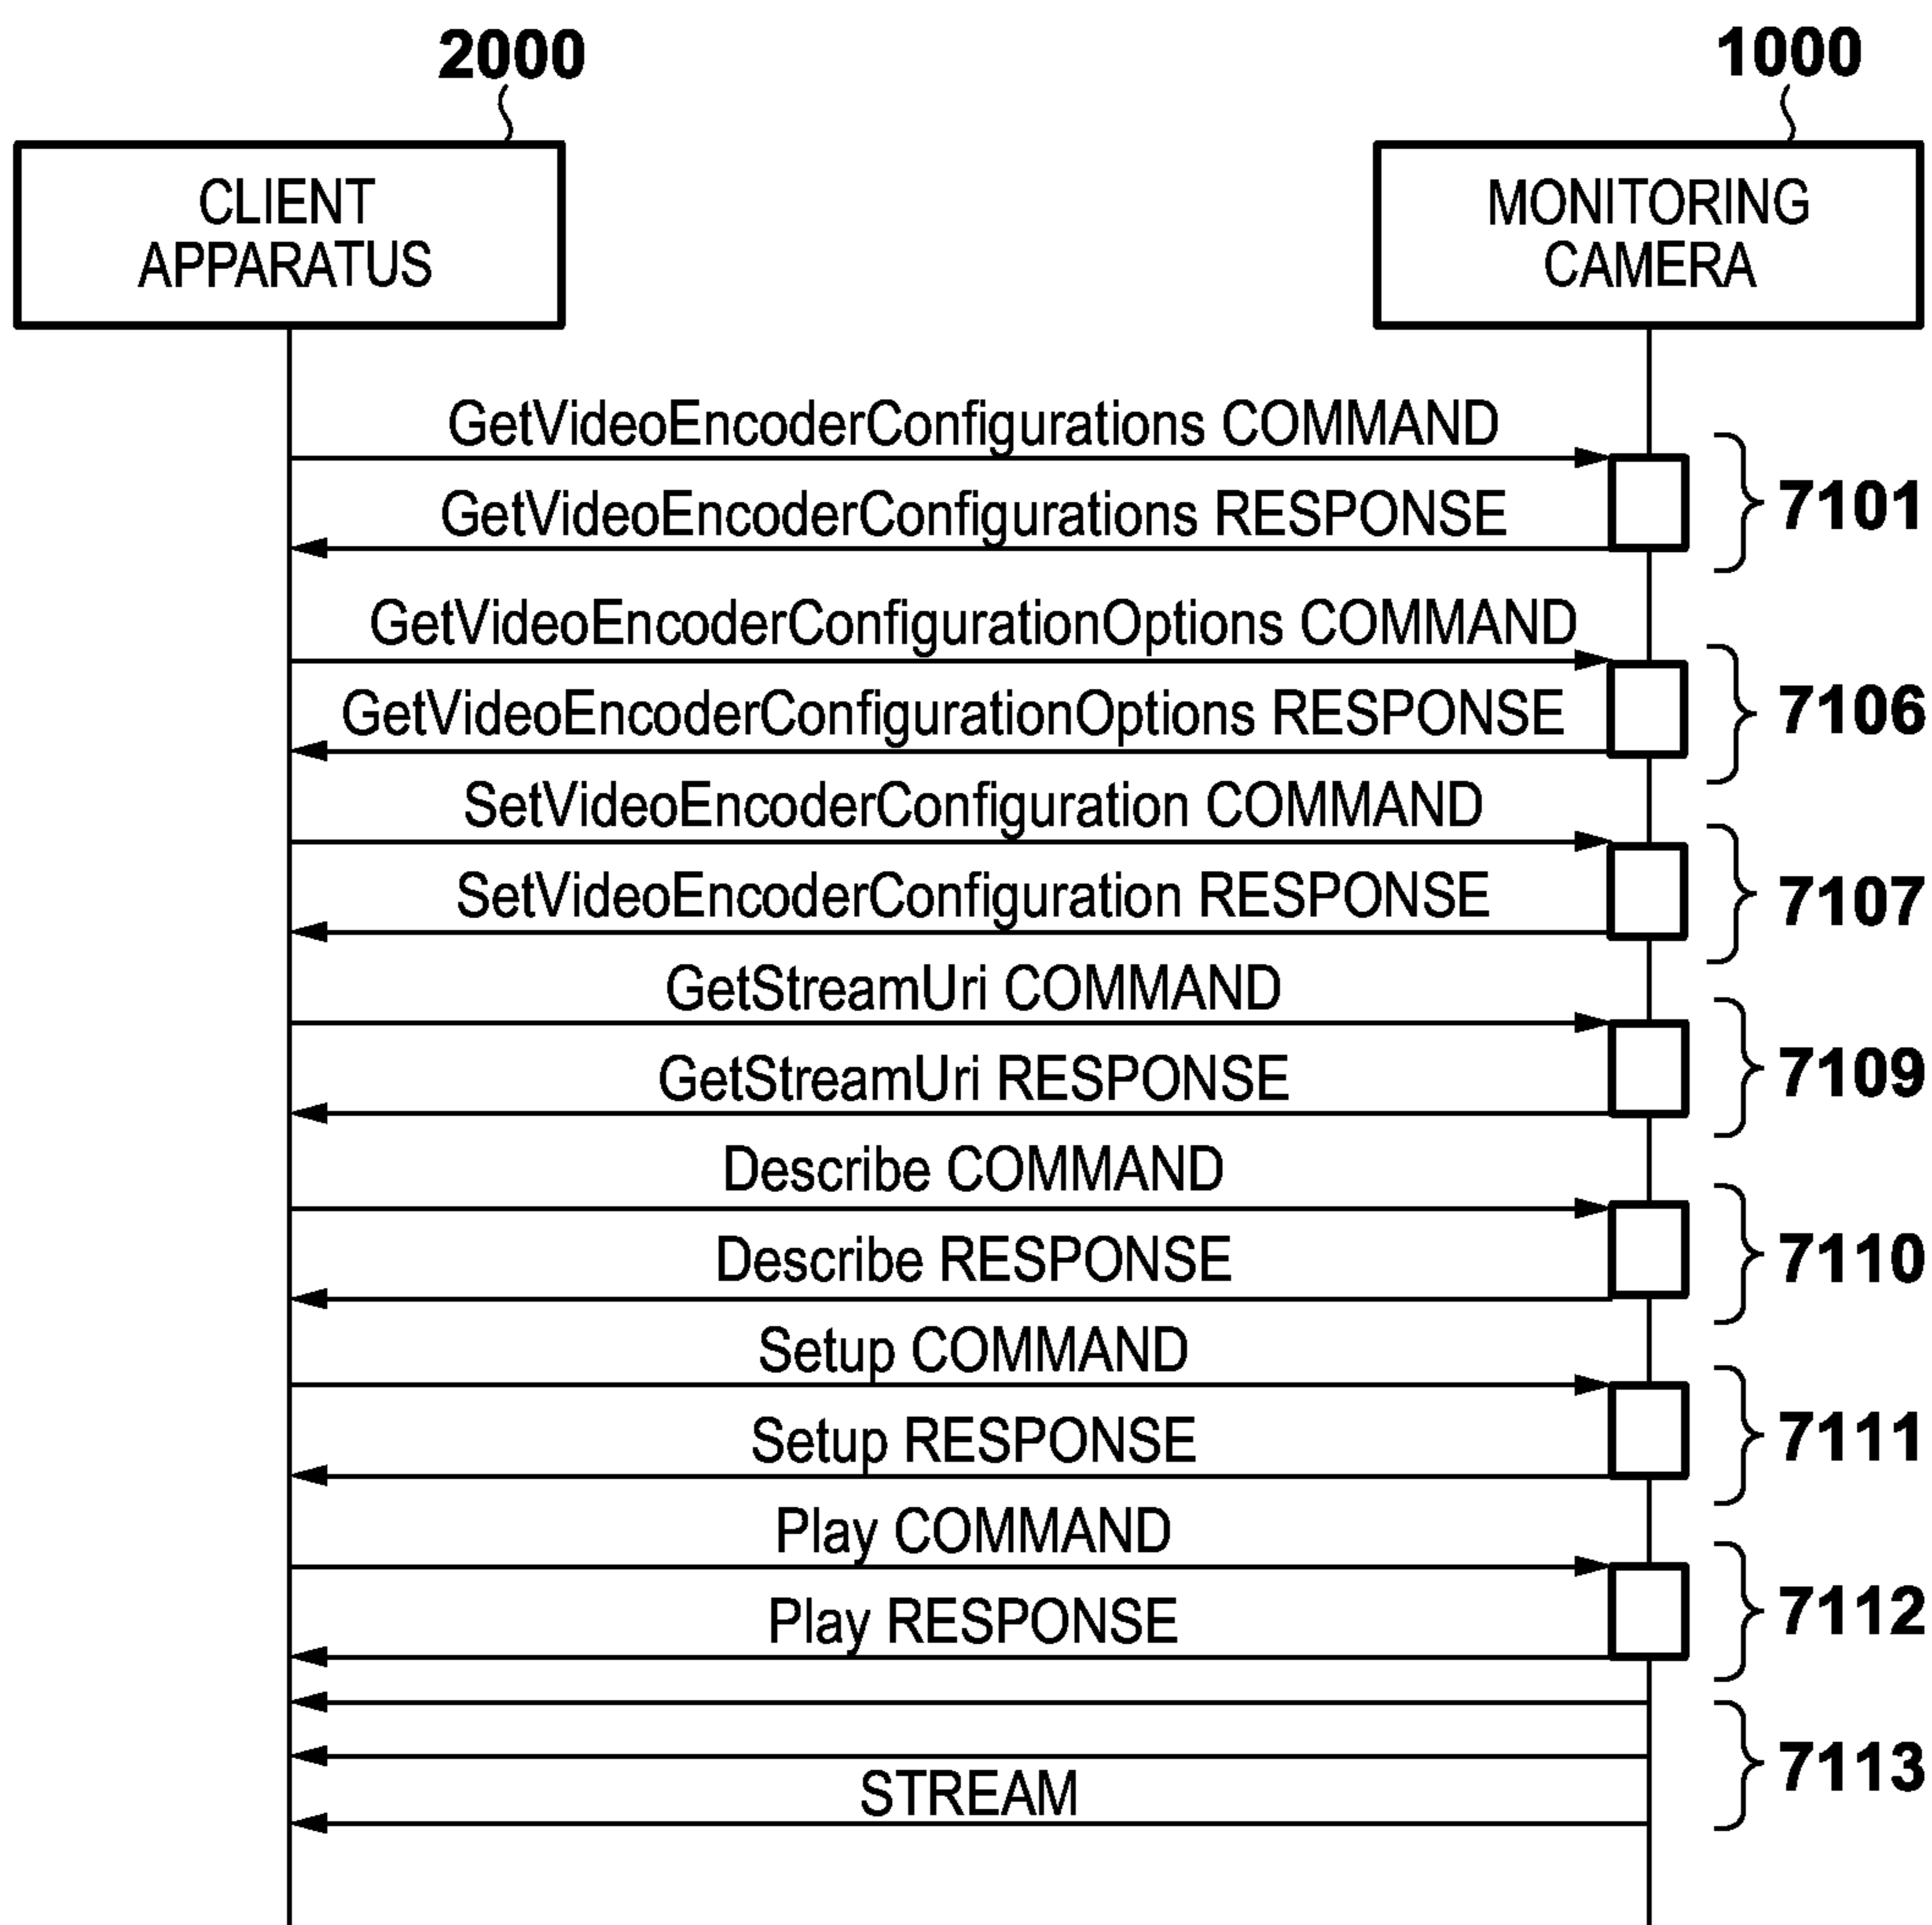 2000
1000
CLIENT
APPARATUS
MONITORING
CAMERA
GetVideoEncoderConfigurations COMMAND
GetVideoEncoderConfigurations RESPONSE
7101
GetVideoEncoderConfigurationOptions COMMAND
GetVideoEncoderConfigurationOptions RESPONSE
7106
SetVideoEncoderConfiguration COMMAND
SetVideoEncoderConfiguration RESPONSE
7107
GetStreamUri COMMAND
GetStreamUri RESPONSE
7109
Describe COMMAND
Describe RESPONSE
7110
Setup COMMAND
Setup RESPONSE
7111
Play COMMAND
Play RESPONSE
7112
STREAM
7113